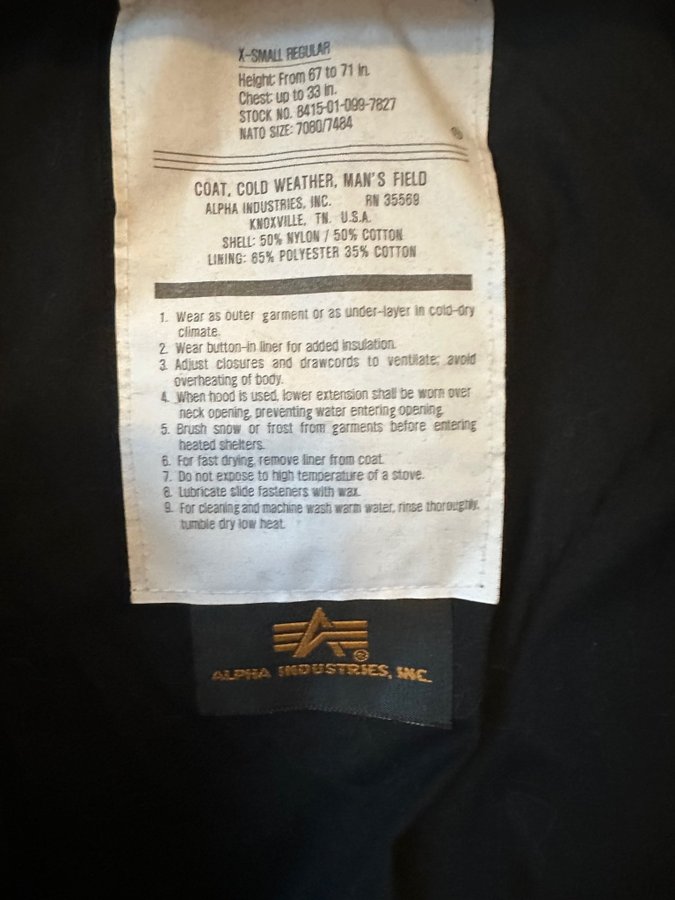 X-SMALL REGULAR
Height: From 67 to 71 in.
Chest: up to 33 in.
STOCK NO. 8415-01-099-7827
NATO SIZE: 7080/7484
®
COAT, COLD WEATHER, MAN'S FIELD
ALPHA INDUSTRIES, INC. RN 35569
KNOXVILLE, TN. U.S.A.
SHELL: 50% NYLON / 50% COTTON
LINING: 65% POLYESTER 35% COTTON
1. Wear as outer garment or as under-layer in cold-dry
climate.
2. Wear button-in liner for added insulation.
3. Adjust closures and drawcords to ventilate; avoid
overheating of body.
4. When hood is used, lower extension shall be worn over
neck opening, preventing water entering opening.
5. Brush snow or frost from garments before entering
heated shelters.
6. For fast drying, remove liner from coat.
7. Do not expose to high temperature of a stove.
8. Lubricate slide fasteners with wax.
9. For cleaning and machine wash warm water, rinse thoroughly,
tumble dry low heat.
A®
ALPHA INDUSTRIES, INC.